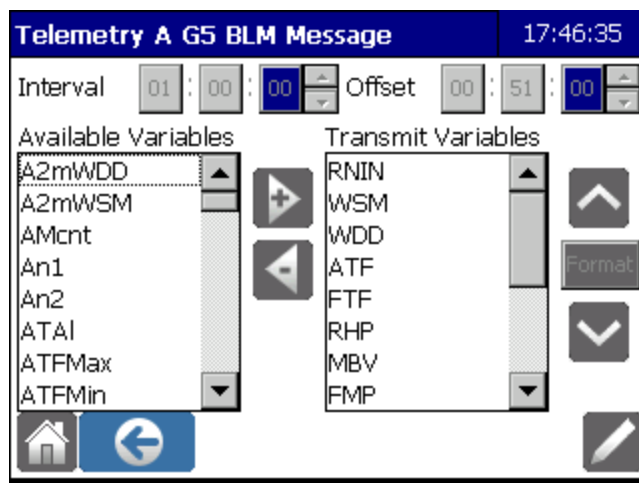 Telemetry A G5 BLM Message 17:46:35
Interval 01 : 00 : 00 Offset 00 : 51 : 00
Available Variables Transmit Variables
A2mWDD RNIN
A2mWSM WSM
AMcnt WDD
An1 ATF
An2 FTF
ATAl RHP
ATFMax MBV
ATFMin FMP
+
-
Format